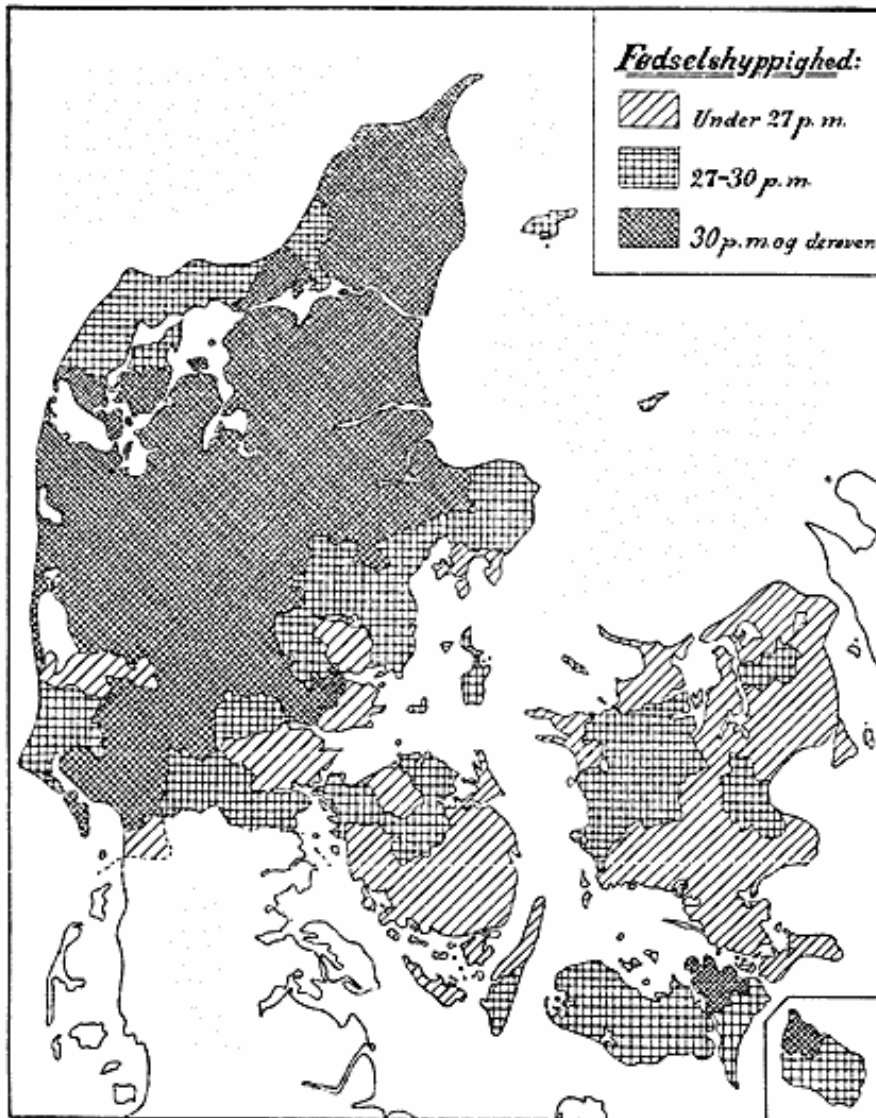 Fødselshyppighed:
Under 27 p. m.
27-30 p. m.
30 p. m. og derover.